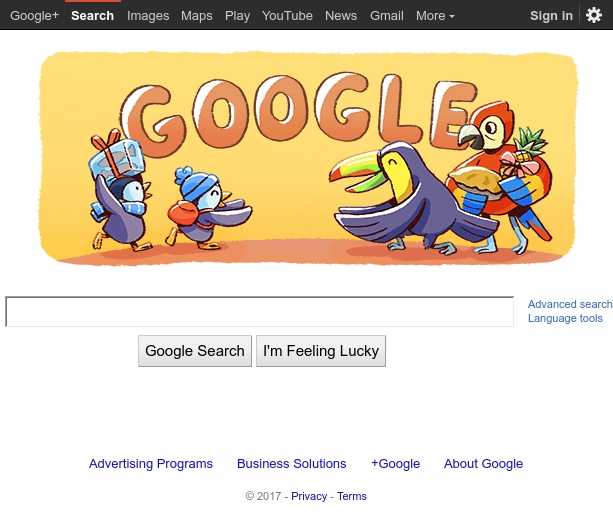 Google+ Search Images Maps Play YouTube News Gmail More Sign in
GOOGLE
Advanced search
Language tools
Google Search I'm Feeling Lucky
Advertising Programs Business Solutions +Google About Google
© 2017 - Privacy - Terms